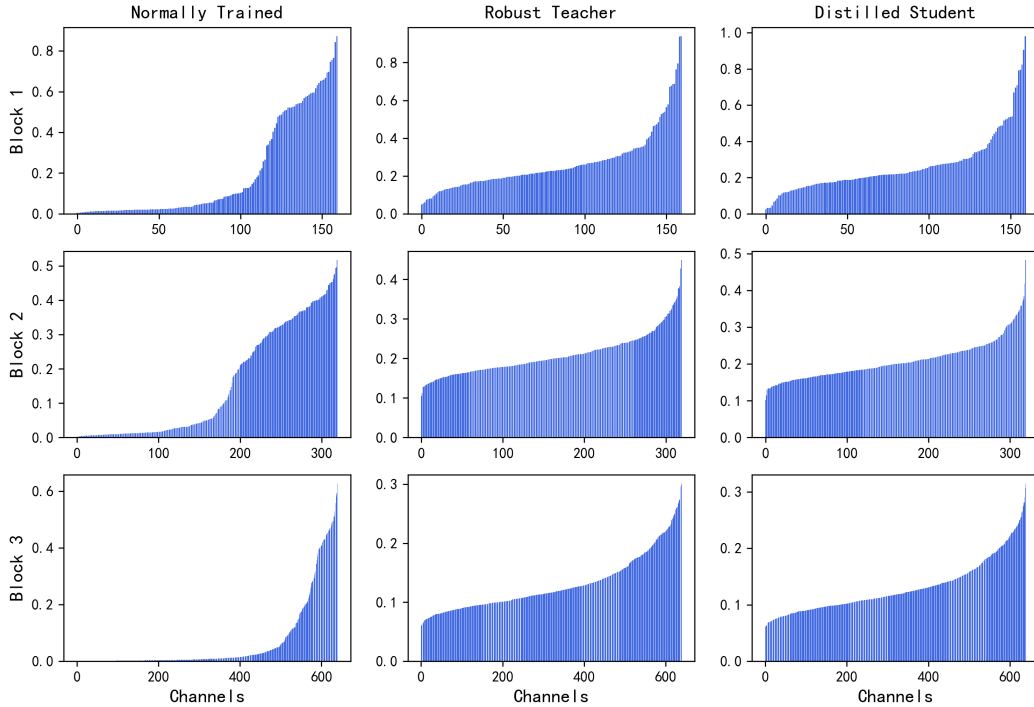 Normally Trained
Robust Teacher
Distilled Student
Block 1
0.8
0.6
0.4
0.2
0.0
0 50 100 150
0.8
0.6
0.4
0.2
0.0
0 50 100 150
1.0
0.8
0.6
0.4
0.2
0.0
0 50 100 150
Block 2
0.5
0.4
0.3
0.2
0.1
0.0
0 100 200 300
0.4
0.3
0.2
0.1
0.0
0 100 200 300
0.5
0.4
0.3
0.2
0.1
0.0
0 100 200 300
Block 3
0.6
0.4
0.2
0.0
0 200 400 600
Channels
0.3
0.2
0.1
0.0
0 200 400 600
Channels
0.3
0.2
0.1
0.0
0 200 400 600
Channels